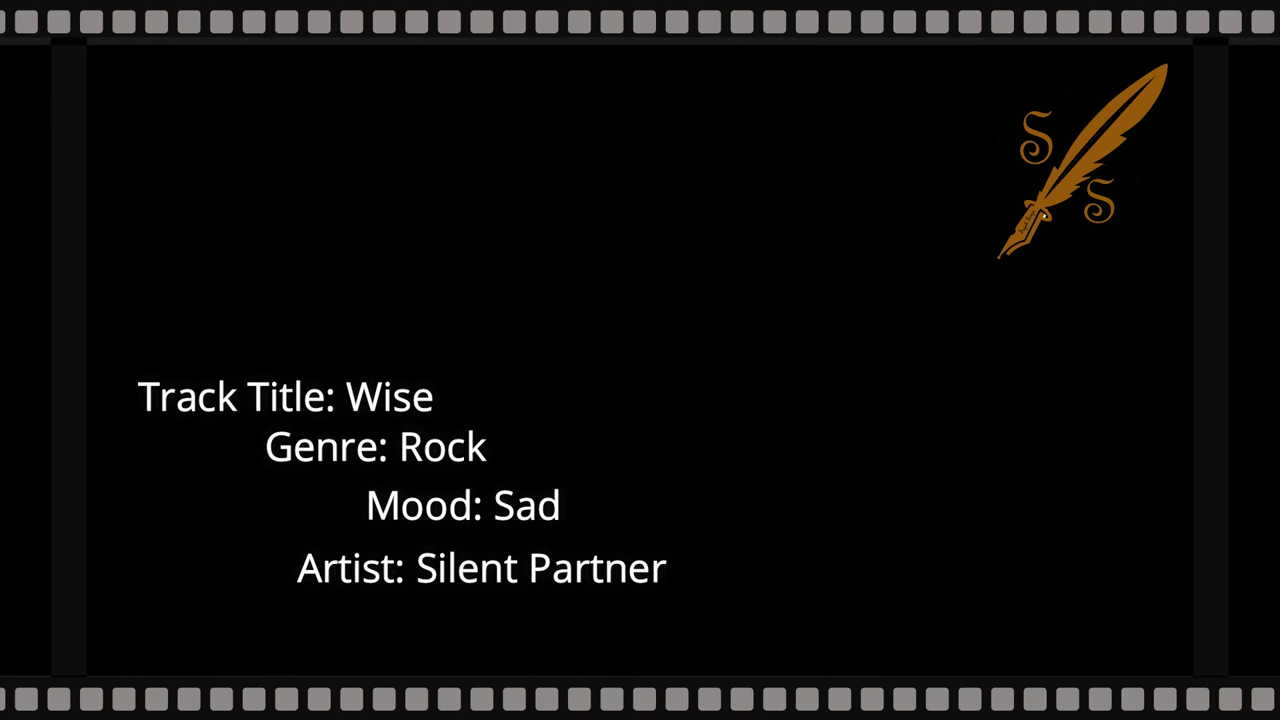 S
S
Track Title: Wise
Genre: Rock
Mood: Sad
Artist: Silent Partner